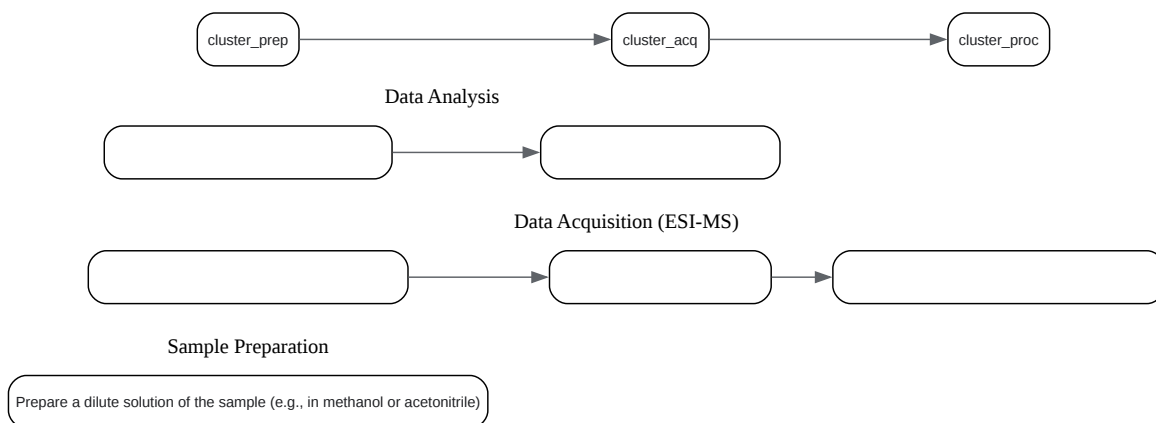 cluster_prep
cluster_acq
cluster_proc
Data Analysis
Data Acquisition (ESI-MS)
Sample Preparation
Prepare a dilute solution of the sample (e.g., in methanol or acetonitrile)